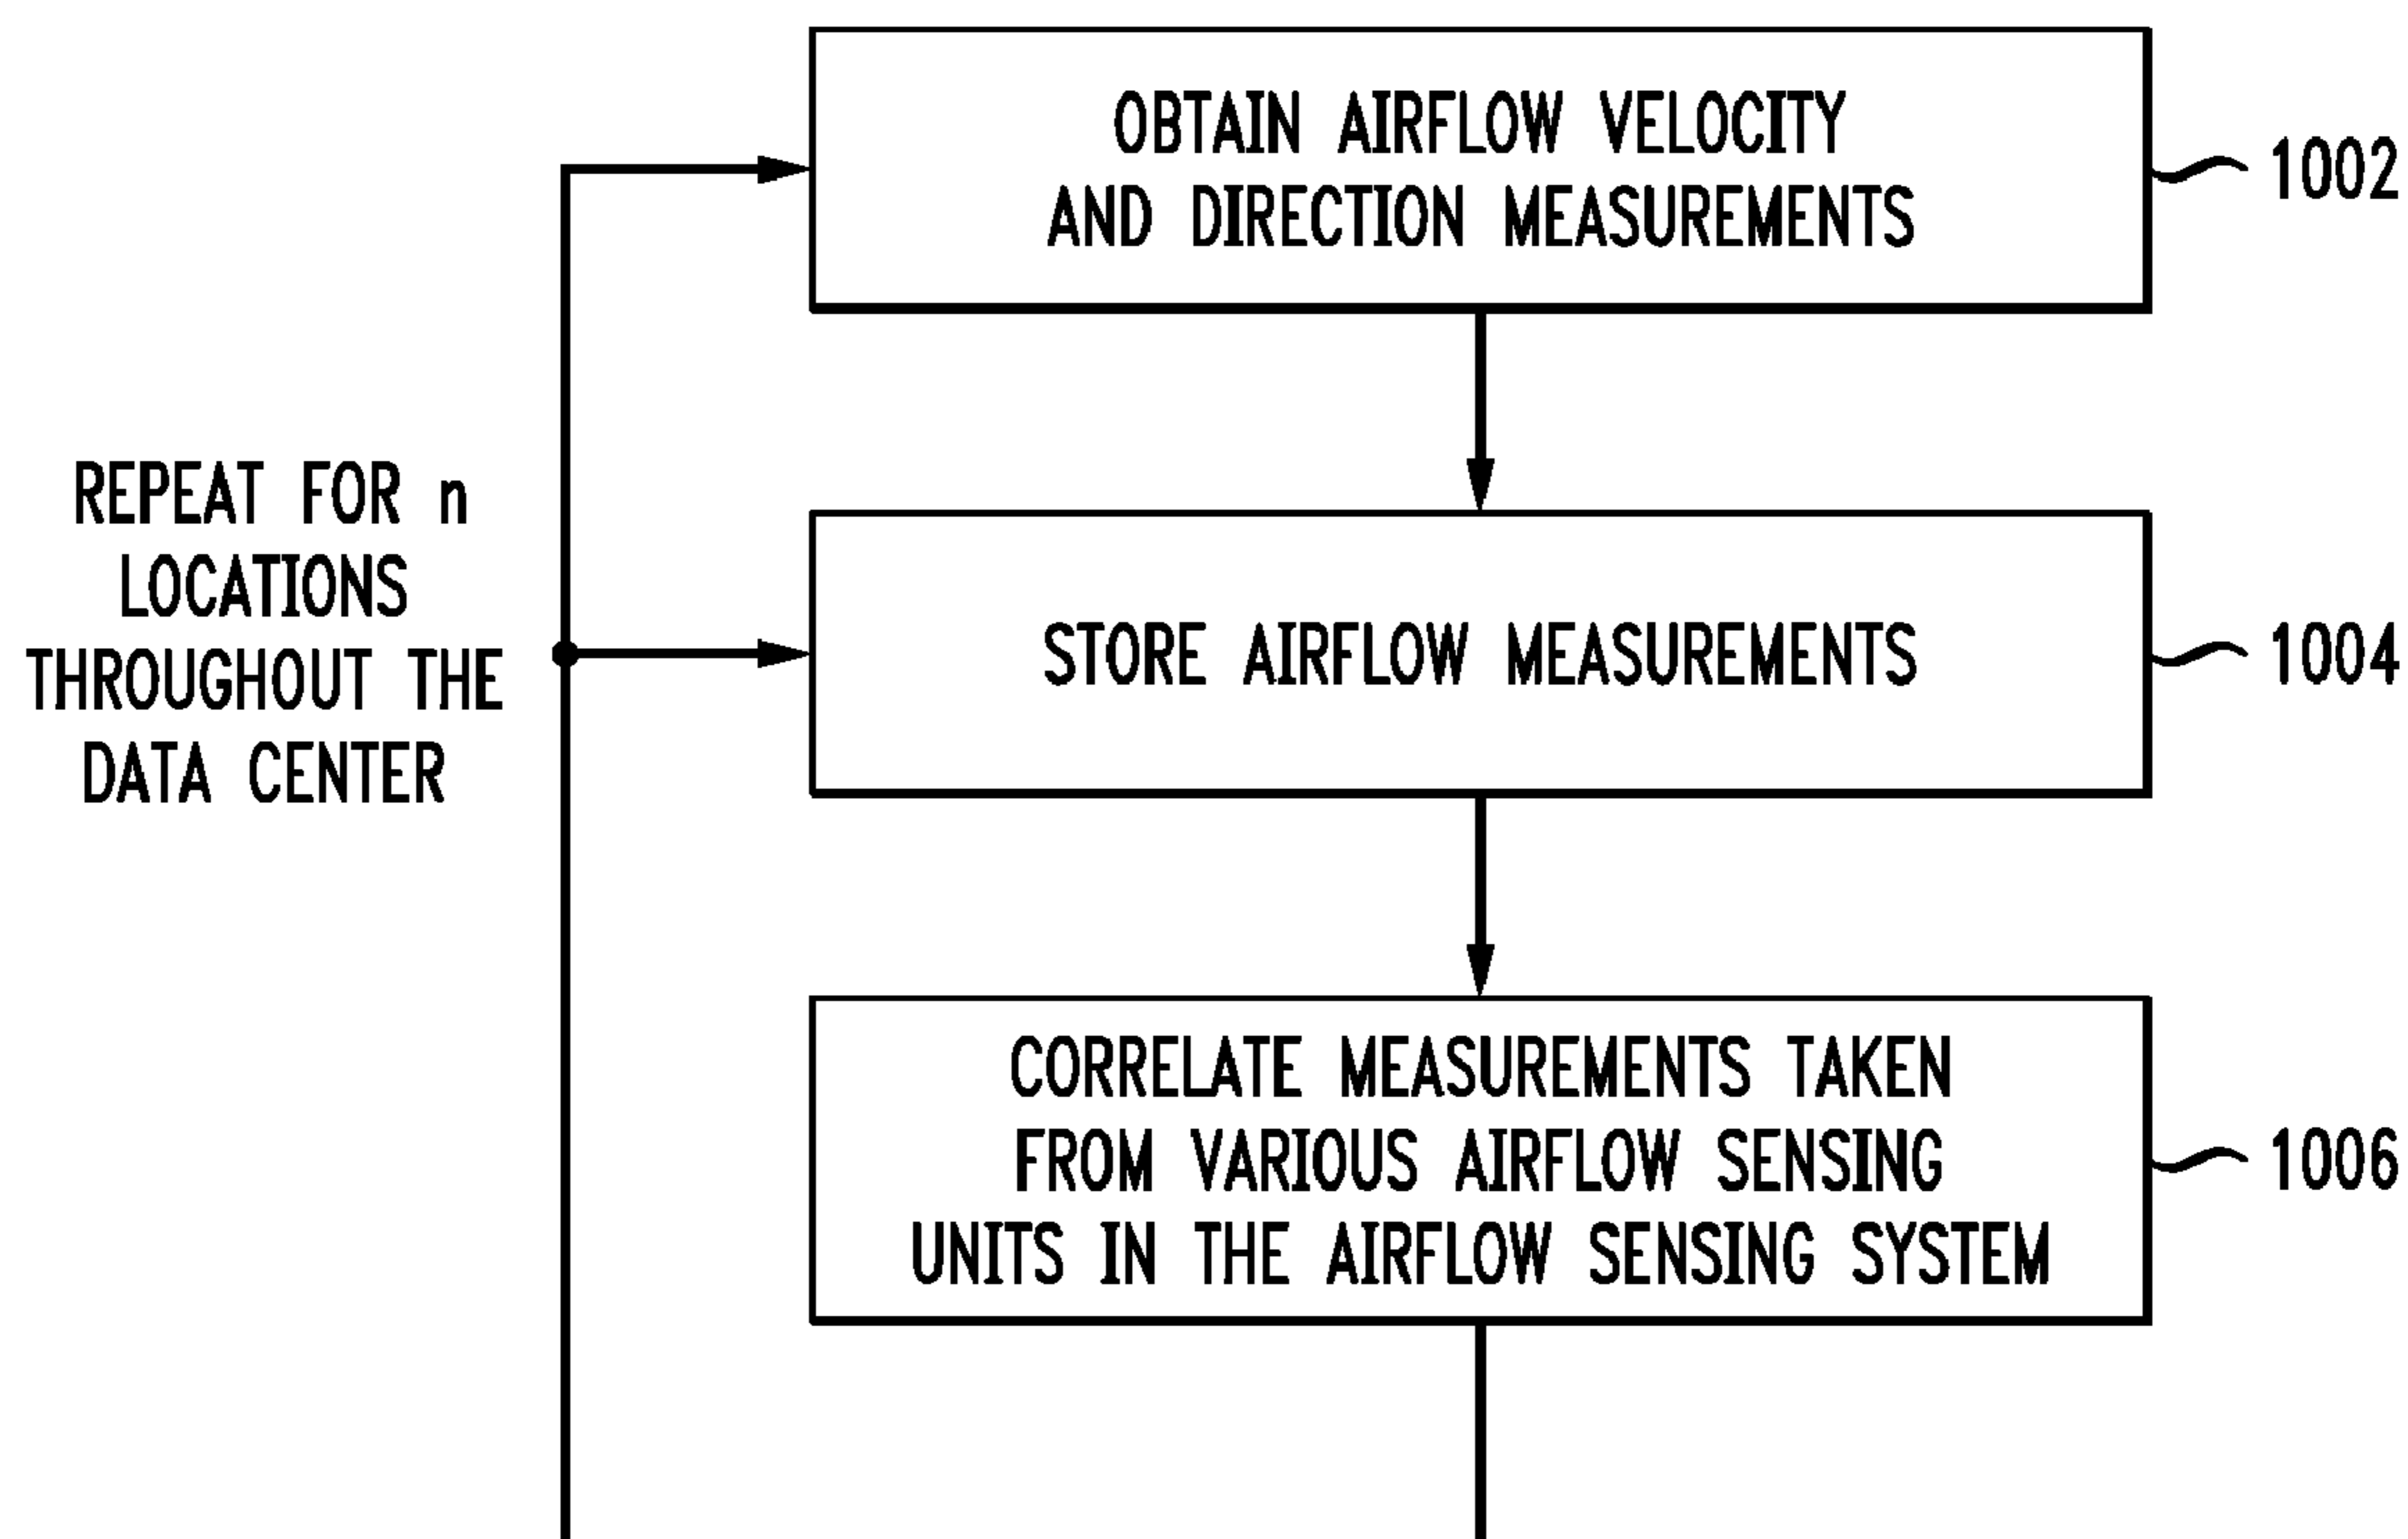 OBTAIN AIRFLOW VELOCITY
AND DIRECTION MEASUREMENTS
1002
REPEAT FOR n
LOCATIONS
THROUGHOUT THE
DATA CENTER
STORE AIRFLOW MEASUREMENTS
1004
CORRELATE MEASUREMENTS TAKEN
FROM VARIOUS AIRFLOW SENSING
UNITS IN THE AIRFLOW SENSING SYSTEM
1006